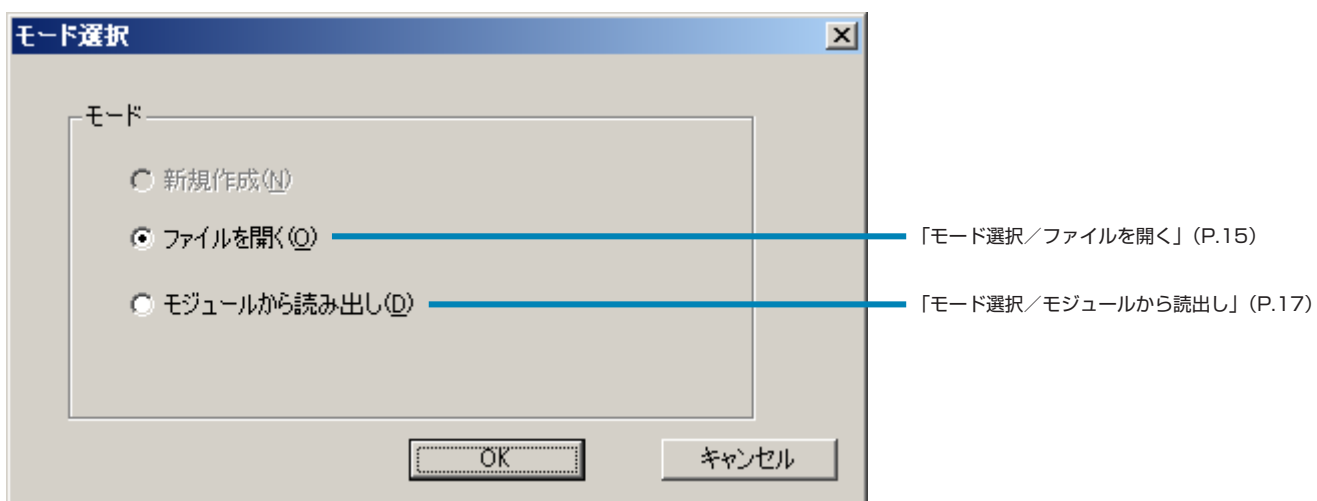 モード選択
モード
新規作成(N)
ファイルを開く(O)
「モード選択／ファイルを開く」(P.15)
モジュールから読み出し(D)
「モード選択／モジュールから読出し」(P.17)
OK
キャンセル